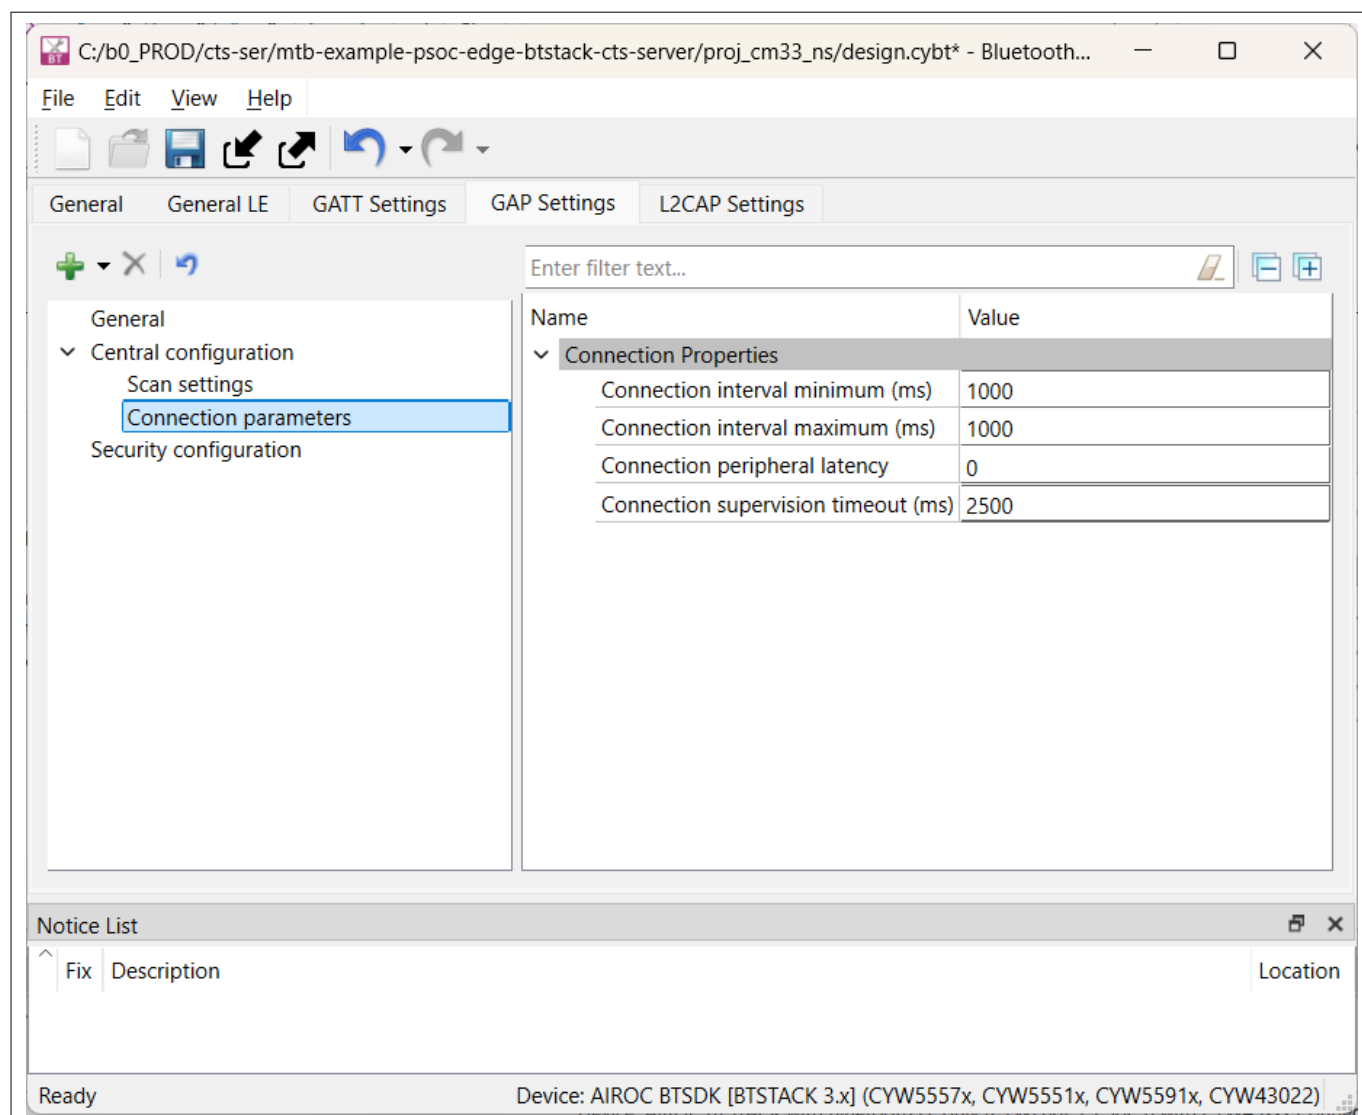 C:/b0_PROD/cts-ser/mtb-example-psoc-edge-btstack-cts-server/proj_cm33_ns/design.cybt* - Bluetooth...
File Edit View Help
General General LE GATT Settings GAP Settings L2CAP Settings
Enter filter text...
General
Central configuration
Scan settings
Connection parameters
Security configuration
Name Value
Connection Properties
Connection interval minimum (ms) 1000
Connection interval maximum (ms) 1000
Connection peripheral latency 0
Connection supervision timeout (ms) 2500
Notice List
Fix Description Location
Ready Device: AIROC BTSDK [BTSTACK 3.x] (CYW5557x, CYW5551x, CYW5591x, CYW43022)